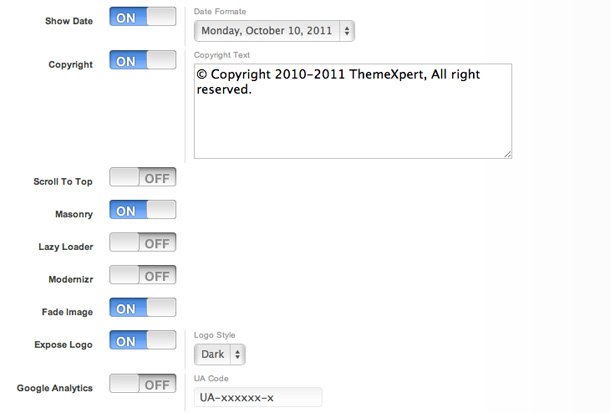 Date Formate
Show Date ON Monday, October 10, 2011
Copyright ON Copyright Text
© Copyright 2010-2011 ThemeXpert, All right
reserved.
Scroll To Top OFF
Masonry ON
Lazy Loader OFF
Modernizr OFF
Fade Image ON
Expose Logo ON Logo Style
Dark
Google Analytics OFF UA Code
UA-xxxxxx-x